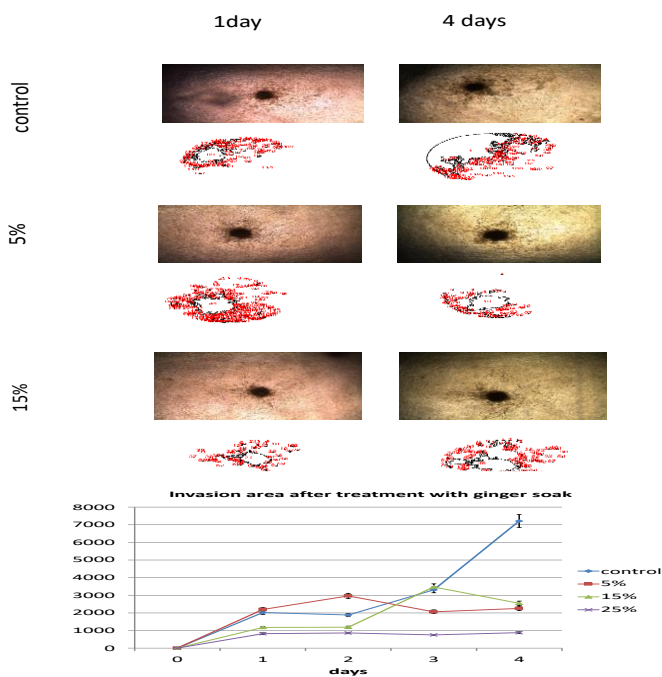 1day 4 days
control
5%
15%
Invasion area after treatment with ginger soak
8000
7000
6000
5000
4000
3000
2000
1000
0
0 1 2 3 4
days
control
5%
15%
25%